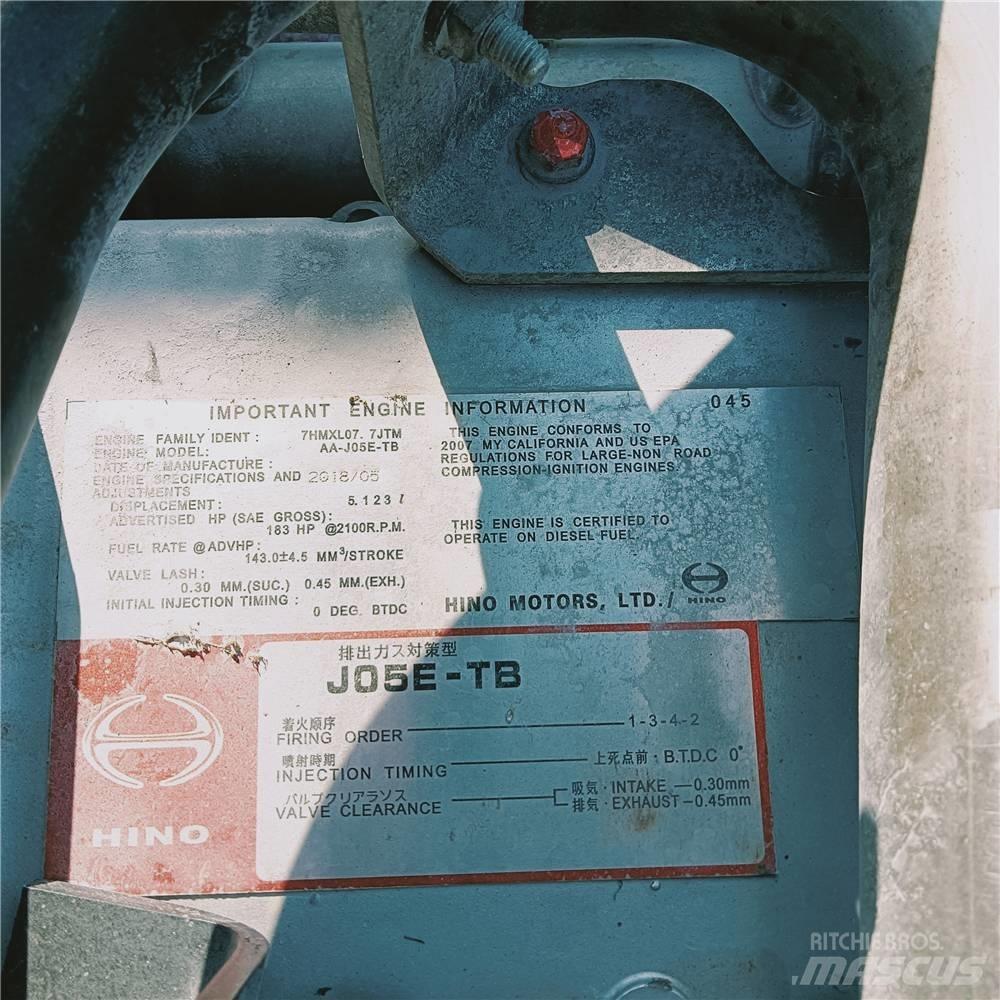 IMPORTANT ENGINE INFORMATION 045
ENGINE FAMILY IDENT : 7HMXL07. 7JTM
ENGINE MODEL: AA-J05E-TB
DATE OF MANUFACTURE :
ENGINE SPECIFICATIONS AND 2018/05
ADJUSTMENTS
DISPLACEMENT : 5.123 l
ADVERTISED HP (SAE GROSS):
183 HP @2100R.P.M.
FUEL RATE @ADVHP:
143.0±4.5 MM³/STROKE
VALVE LASH :
0.30 MM.(SUC.) 0.45 MM.(EXH.)
INITIAL INJECTION TIMING :
0 DEG. BTDC
THIS ENGINE CONFORMS TO
2007 MY CALIFORNIA AND US EPA
REGULATIONS FOR LARGE-NON ROAD
COMPRESSION-IGNITION ENGINES.
THIS ENGINE IS CERTIFIED TO
OPERATE ON DIESEL FUEL.
HINO MOTORS, LTD./ HINO
排出ガス対策型
J05E-TB
着火順序
FIRING ORDER 1-3-4-2
噴射時期
INJECTION TIMING 上死点前・B.T.D.C 0°
バルブクリアランス
VALVE CLEARANCE
吸気・INTAKE 0.30mm
排気・EXHAUST 0.45mm
HINO
RITCHIE BROS.
MASCUS